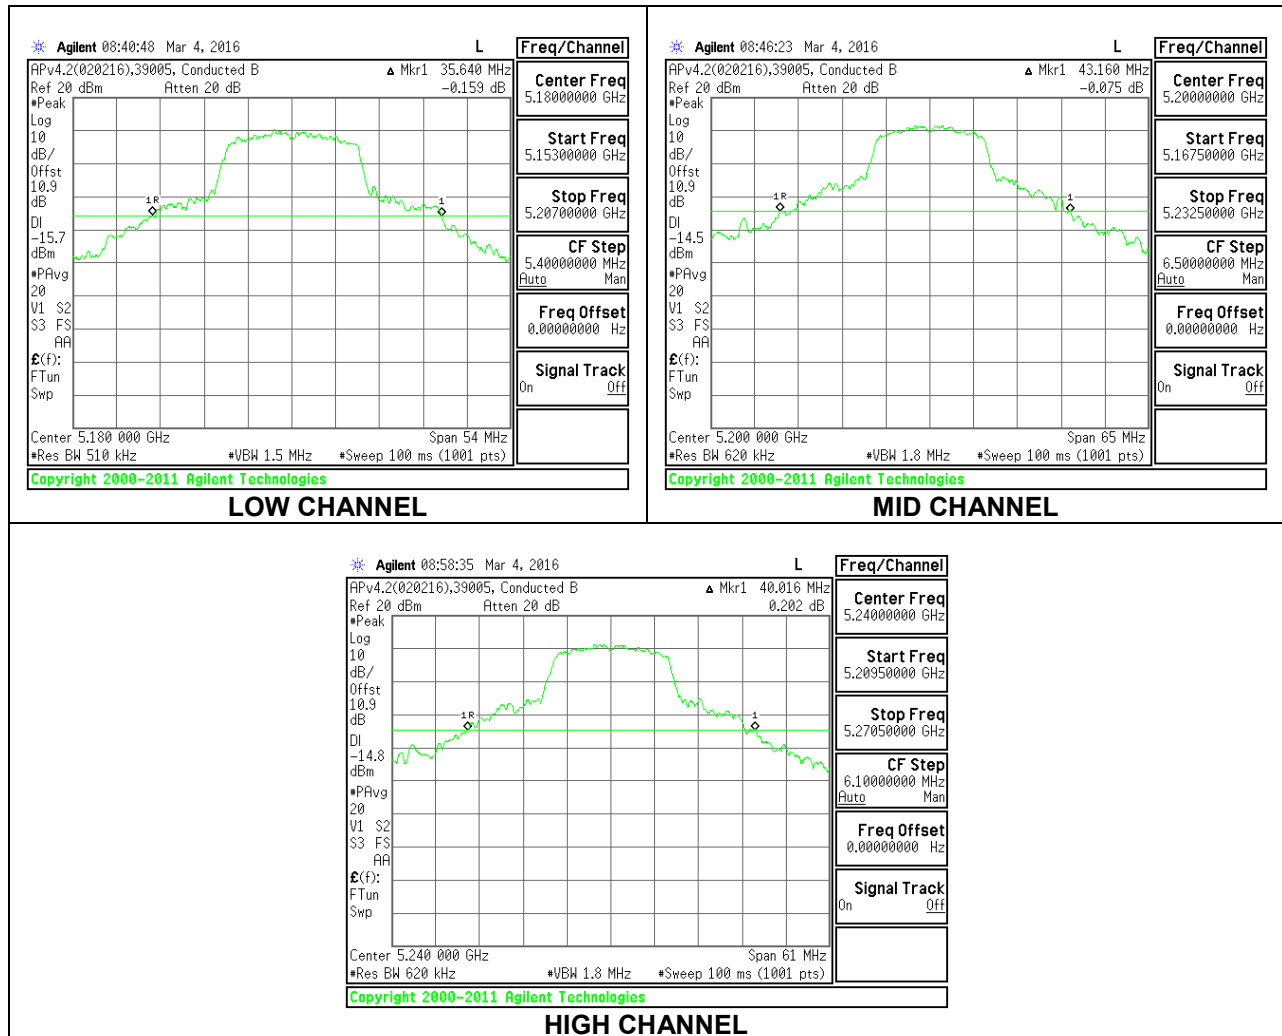 Agilent 08:40:48 Mar 4, 2016 L Freq/Channel
APv4.2(020216),39005, Conducted B Δ Mkr1 35.640 MHz
Ref 20 dBm Atten 20 dB -0.159 dB
#Peak
Log
10
dB/
Offst
10.9
dB
DI
-15.7
dBm
#PAvg
20
V1 S2
S3 FS
AA
£(f):
FTun
Swp
1R
1
Center 5.180 000 GHz Span 54 MHz
#Res BW 510 kHz #VBW 1.5 MHz #Sweep 100 ms (1001 pts)
Center Freq
5.18000000 GHz
Start Freq
5.15300000 GHz
Stop Freq
5.20700000 GHz
CF Step
5.40000000 MHz
Auto Man
Freq Offset
0.00000000 Hz
Signal Track
On Off
Copyright 2000-2011 Agilent Technologies
LOW CHANNEL
Agilent 08:46:23 Mar 4, 2016 L Freq/Channel
APv4.2(020216),39005, Conducted B Δ Mkr1 43.160 MHz
Ref 20 dBm Atten 20 dB -0.075 dB
#Peak
Log
10
dB/
Offst
10.9
dB
DI
-14.5
dBm
#PAvg
20
V1 S2
S3 FS
AA
£(f):
FTun
Swp
1R
1
Center 5.200 000 GHz Span 65 MHz
#Res BW 620 kHz #VBW 1.8 MHz #Sweep 100 ms (1001 pts)
Center Freq
5.20000000 GHz
Start Freq
5.16750000 GHz
Stop Freq
5.23250000 GHz
CF Step
6.50000000 MHz
Auto Man
Freq Offset
0.00000000 Hz
Signal Track
On Off
Copyright 2000-2011 Agilent Technologies
MID CHANNEL
Agilent 08:58:35 Mar 4, 2016 L Freq/Channel
APv4.2(020216),39005, Conducted B Δ Mkr1 40.016 MHz
Ref 20 dBm Atten 20 dB 0.202 dB
#Peak
Log
10
dB/
Offst
10.9
dB
DI
-14.8
dBm
#PAvg
20
V1 S2
S3 FS
AA
£(f):
FTun
Swp
1R
1
Center 5.240 000 GHz Span 61 MHz
#Res BW 620 kHz #VBW 1.8 MHz #Sweep 100 ms (1001 pts)
Center Freq
5.24000000 GHz
Start Freq
5.20950000 GHz
Stop Freq
5.27050000 GHz
CF Step
6.10000000 MHz
Auto Man
Freq Offset
0.00000000 Hz
Signal Track
On Off
Copyright 2000-2011 Agilent Technologies
HIGH CHANNEL